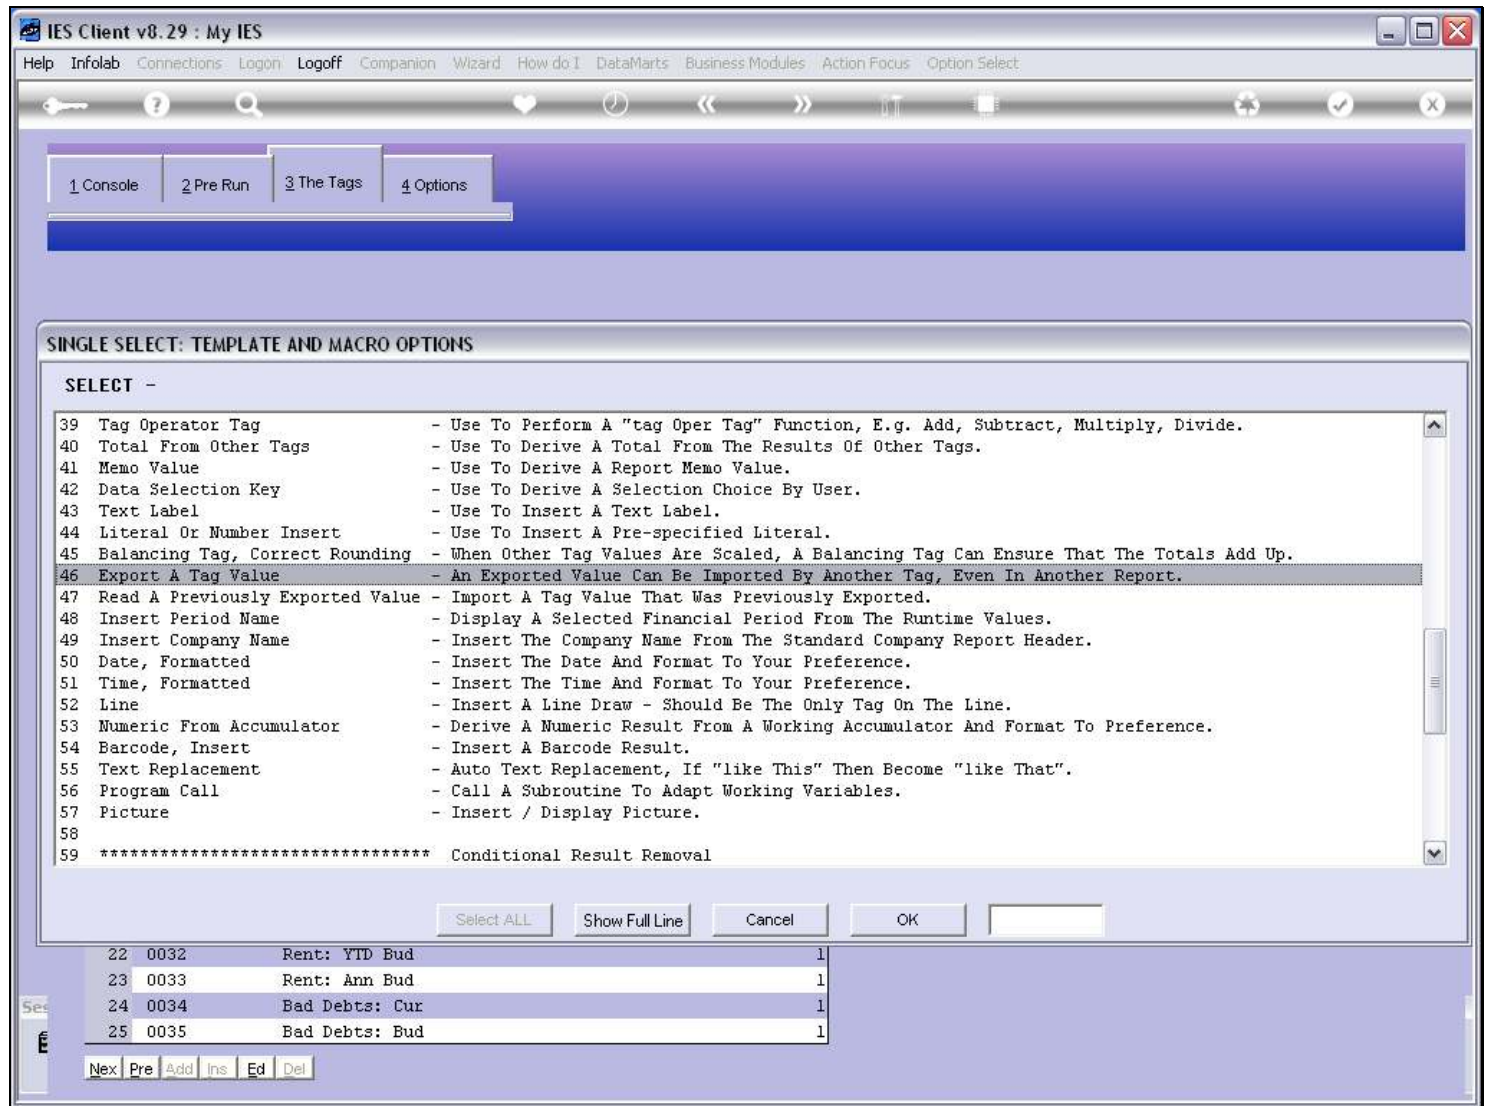 IES Client v8.29 : My IES
Help Infolab Connections Logon Logoff Companion Wizard How do I DataMarts Business Modules Action Focus Option Select
1 Console 2 Pre Run 3 The Tags 4 Options
SINGLE SELECT: TEMPLATE AND MACRO OPTIONS
SELECT -
39 Tag Operator Tag - Use To Perform A "tag Oper Tag" Function, E.g. Add, Subtract, Multiply, Divide.
40 Total From Other Tags - Use To Derive A Total From The Results Of Other Tags.
41 Memo Value - Use To Derive A Report Memo Value.
42 Data Selection Key - Use To Derive A Selection Choice By User.
43 Text Label - Use To Insert A Text Label.
44 Literal Or Number Insert - Use To Insert A Pre-specified Literal.
45 Balancing Tag, Correct Rounding - When Other Tag Values Are Scaled, A Balancing Tag Can Ensure That The Totals Add Up.
46 Export A Tag Value - An Exported Value Can Be Imported By Another Tag, Even In Another Report.
47 Read A Previously Exported Value - Import A Tag Value That Was Previously Exported.
48 Insert Period Name - Display A Selected Financial Period From The Runtime Values.
49 Insert Company Name - Insert The Company Name From The Standard Company Report Header.
50 Date, Formatted - Insert The Date And Format To Your Preference.
51 Time, Formatted - Insert The Time And Format To Your Preference.
52 Line - Insert A Line Draw - Should Be The Only Tag On The Line.
53 Numeric From Accumulator - Derive A Numeric Result From A Working Accumulator And Format To Preference.
54 Barcode, Insert - Insert A Barcode Result.
55 Text Replacement - Auto Text Replacement, If "like This" Then Become "like That".
56 Program Call - Call A Subroutine To Adapt Working Variables.
57 Picture - Insert / Display Picture.
58
59 ********************************* Conditional Result Removal
Select ALL Show Full Line Cancel OK
22 0032 Rent: YTD Bud 1
23 0033 Rent: Ann Bud 1
24 0034 Bad Debts: Cur 1
25 0035 Bad Debts: Bud 1
Ses
Nex Pre Add Ins Ed Del